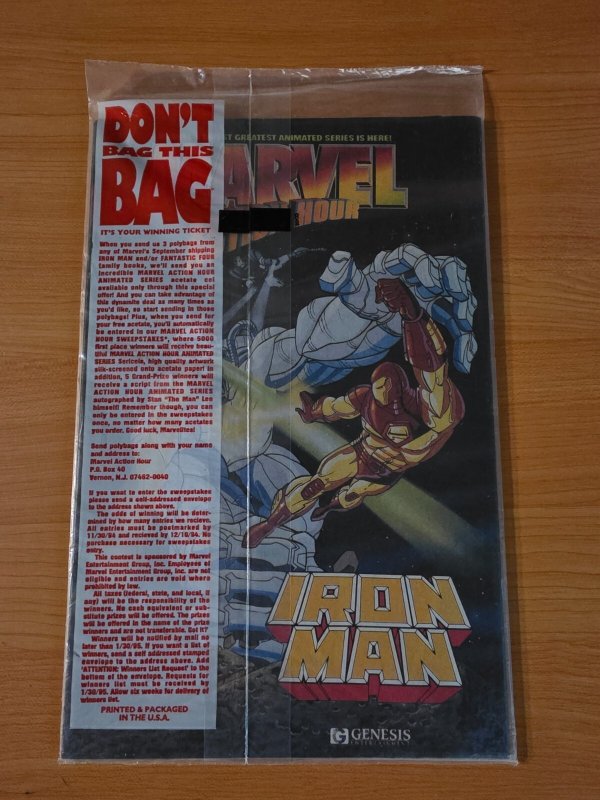 DON'T
BAG THIS
BAG
IT'S YOUR WINNING TICKET
When you send us 3 polybags from
any of Marvel's September shipping
IRON MAN and/or FANTASTIC FOUR
family books, we'll send you an
incredible MARVEL ACTION HOUR
ANIMATED SERIES acetate cel
available only through this special
offer! And you can take advantage of
this dynamite deal as many times as
you'd like, so start sending in those
polybags! Plus, when you send for
your free acetate, you'll automatically
be entered in our MARVEL ACTION
HOUR SWEEPSTAKES*, where 5000
first place winners will receive beau-
tiful MARVEL ACTION HOUR ANIMATED
SERIES Sericels, high quality artwork
silk-screened onto acetate paper! In
addition, 5 Grand-Prize winners will
receive a script from the MARVEL
ACTION HOUR ANIMATED SERIES
autographed by Stan "The Man" Lee
himself! Remember though, you can
only be entered in the sweepstakes
once, no matter how many acetates
you order. Good luck, Marvelites!
Send polybags along with your name
and address to:
Marvel Action Hour
P.O. Box 40
Vernon, N.J. 07462-0040
If you want to enter the sweepstakes
please send a self-addressed envelope
to the address shown above.
The odds of winning will be deter-
mined by how many entries we recieve.
All entries must be postmarked by
11/30/94 and recieved by 12/16/94. No
purchase necessary for sweepstakes
entry.
This contest is sponsored by Marvel
Entertainment Group, Inc. Employees of
Marvel Entertainment Group, Inc. are not
eligible and entries are void where
prohibited by law.
All taxes (federal, state, and local, if
any) will be the responsibility of the
winners. No cash equivalent or sub-
stitute prizes will be offered. The prizes
will be offered in the name of the prize
winners and are not transferable. Got it?
Winners will be notified by mail no
later than 1/30/95. If you want a list of
winners, send a self addressed stamped
envelope to the address above. Add
"ATTENTION: Winners List Request" to the
bottom of the envelope. Requests for
winners list must be received by
1/30/95. Allow six weeks for delivery of
winners list.
PRINTED & PACKAGED
IN THE U.S.A.
ST GREATEST ANIMATED SERIES IS HERE!
ARVEL
HOUR
IRON
MAN
G GENESIS
ENTERTAINMENT